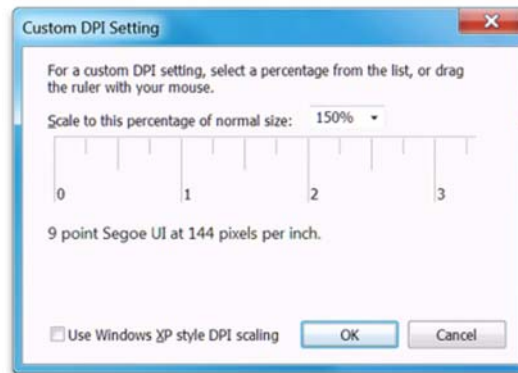 Custom DPI Setting
For a custom DPI setting, select a percentage from the list, or drag
the ruler with your mouse.
Scale to this percentage of normal size: 150%
0 1 2 3
9 point Segoe UI at 144 pixels per inch.
Use Windows XP style DPI scaling OK Cancel